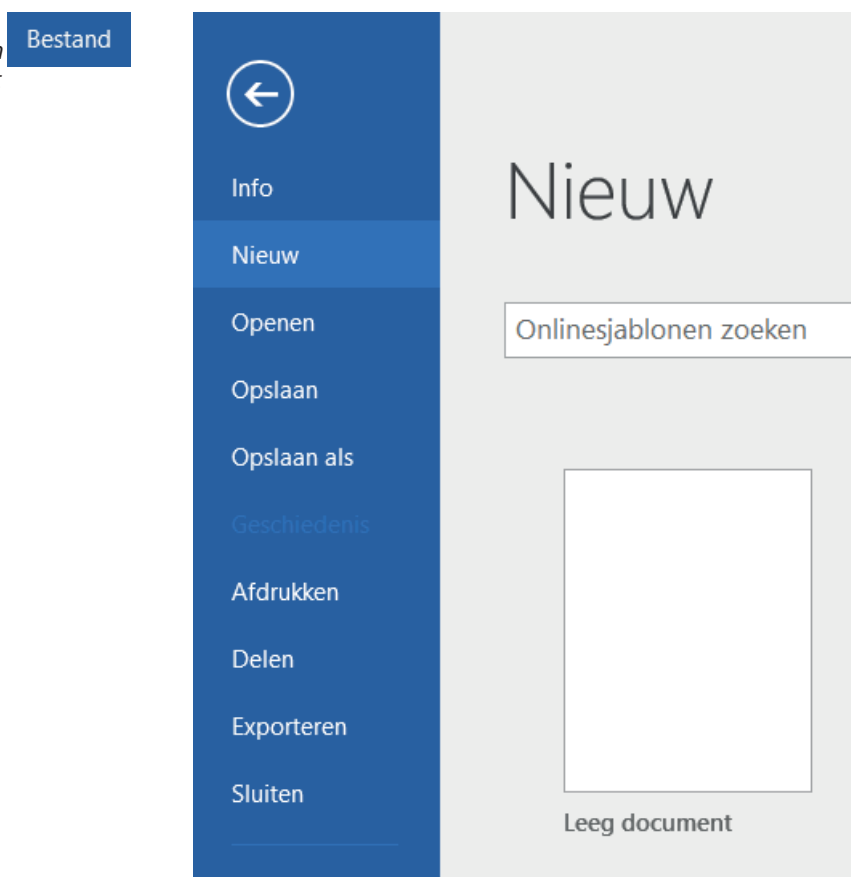 Bestand
Info
Nieuw
Openen
Opslaan
Opslaan als
Geschiedenis
Afdrukken
Delen
Exporteren
Sluiten
Nieuw
Onlinesjablonen zoeken
Leeg document